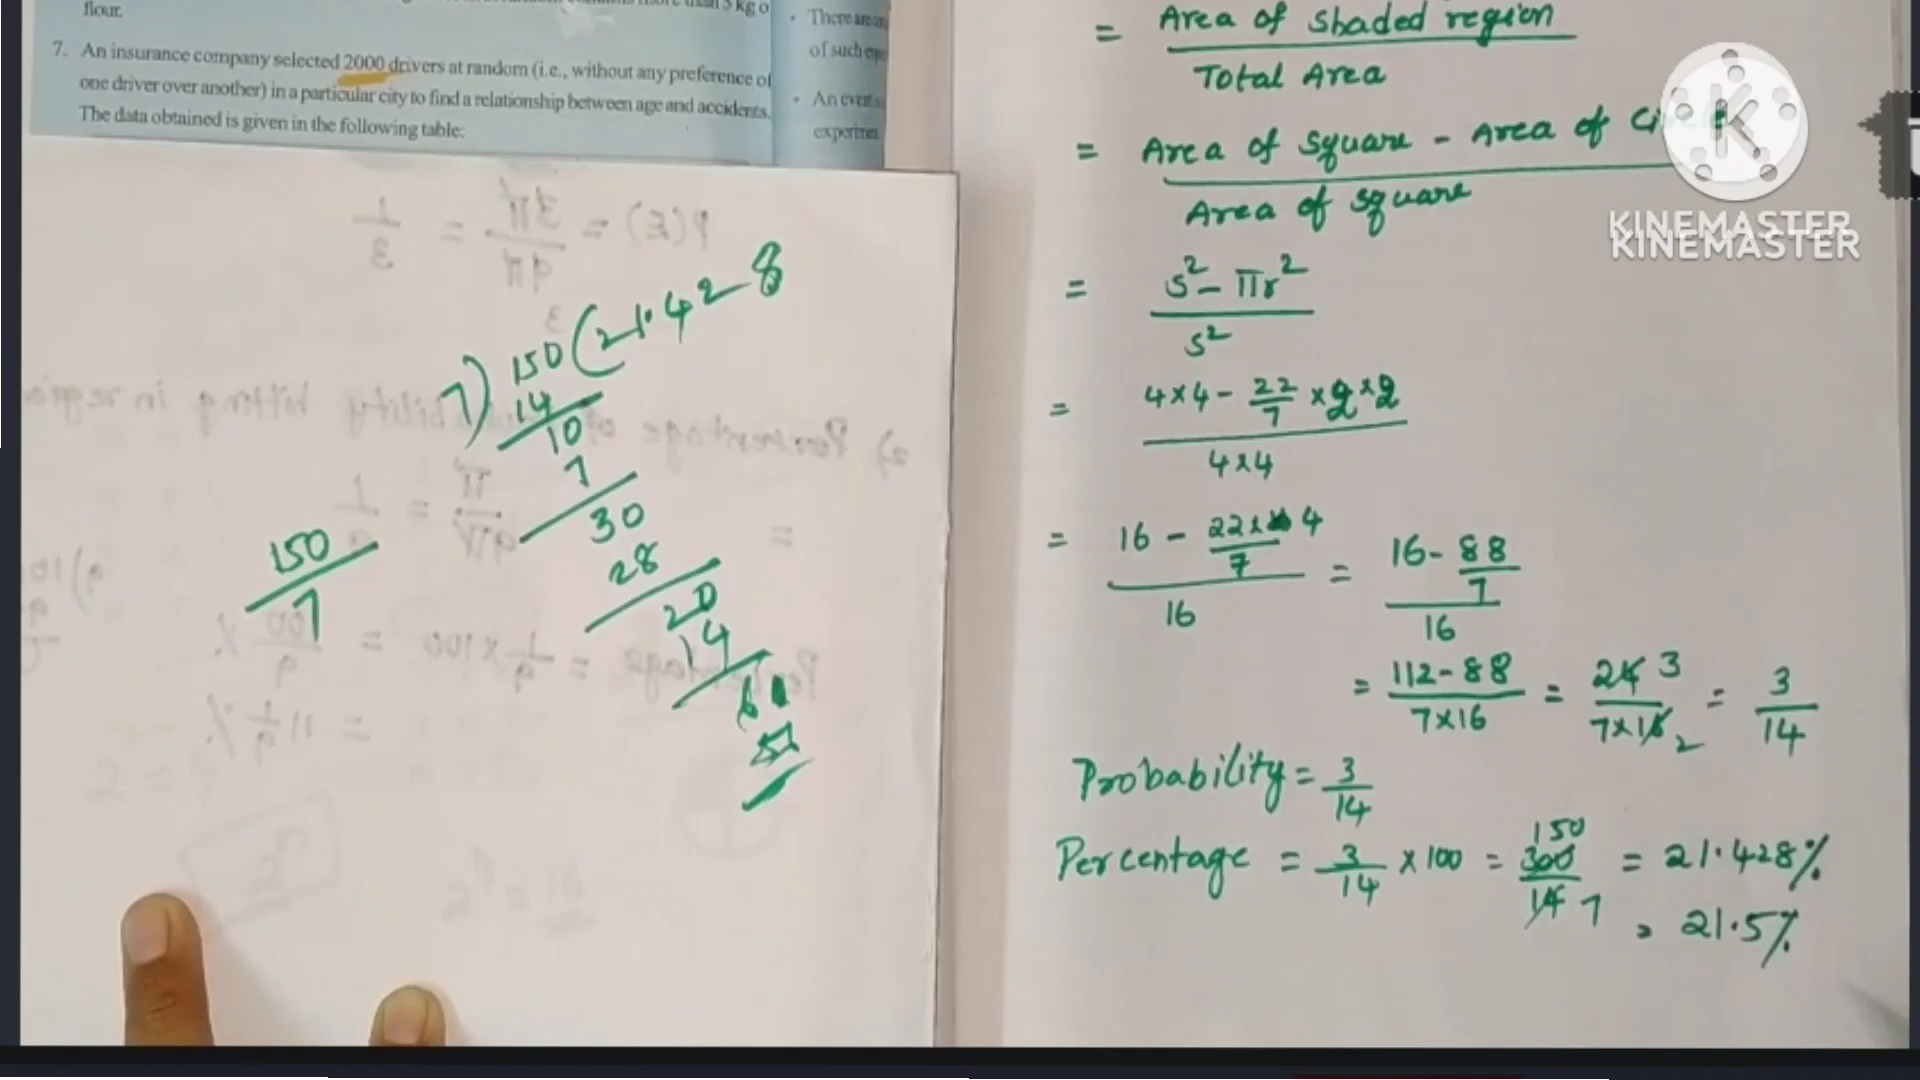 flour.
7. An insurance company selected 2000 drivers at random (i.e., without any preference of
one driver over another) in a particular city to find a relationship between age and accidents.
The data obtained is given in the following table:
of such
experimen
150
7
7) 150 ( 21.428
14
10
7
30
28
20
14
6
= Area of shaded region
Total Area
= Area of square - Area of
Area of square
= s² - πr²
s²
= 4×4 - 22/7 ×2×2
4×4
= 16 - 22×4/7
16
= 16 - 88/7
16
= 112-88 = 24 3 = 3
7×16 7×16 2 14
Probability = 3/14
Percentage = 3/14 × 100 = 300 150 / 14 7 = 21.428%
= 21.5%
KINEMASTER
KINEMASTER